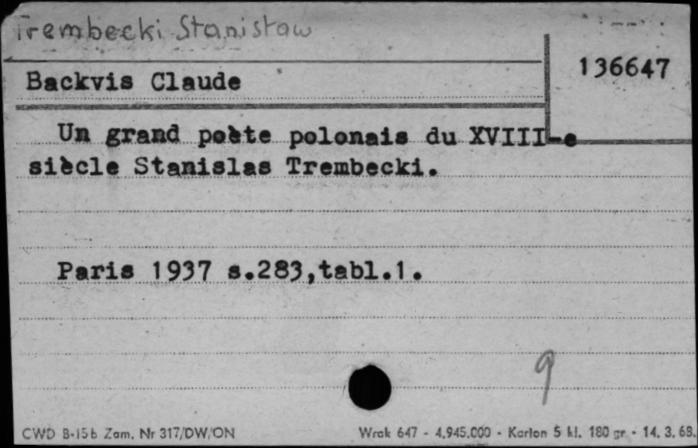 Trembecki Stanisław
136647
Backvis Claude
Un grand poète polonais du XVIII-e
siècle Stanislas Trembecki.
Paris 1937 s.283,tabl.1.
9
CWD B-15b Zam. Nr 317/DW/ON
Wrak 647 - 4.945.000 - Karton 5 kl. 180 gr - 14. 3. 68